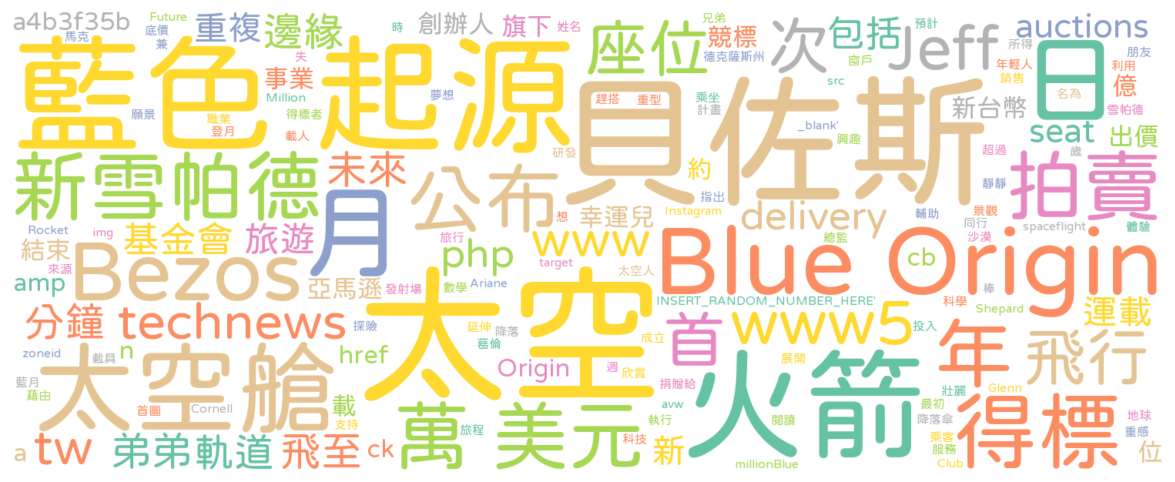 a4b3f35b
Future
底價
兼
馬克
重複
邊緣
失
時
創辦人
旗下
姓名
兄弟
座位
競標
德克薩斯州
次
包括
窗戶
Jeff
預計
所得
年輕人
銷售
auctions
朋友
利用
億
藍色起源
事業
Million
職業
登月
願景
得標者
載人
夢想
趕搭
重型
乘坐
計畫
src
_blank'
興趣
新台幣
日
名為
雪帕德
seat
出價
貝佐斯
研發
未來
新雪帕德
月
公布
約
超過
歲
靜靜
指出
拍賣
Rocket
img
結束
來源
基金會
旅遊
旅行
想
幸運兒
Instagram
delivery
輔助
景觀
同行
沙漠
spaceflight
體驗
amp
Bezos
亞馬遜
發射場
php
數學
www
target
Ariane
太空人
總監
cb
Blue Origin
INSERT_RANDOM_NUMBER_HERE'
科學
棒
Shepard
運載
分鐘
technews
探險
太空
延伸
降落
葛倫
成立
首
www5
投入
年
飛行
zoneid
載具
n
太空艙
href
Origin
週
欣賞
展開
火箭
藍月
藉由
首圖
Cornell
載
支持
捐贈給
壯麗
Glenn
得標
最初
降落傘
地球
重感
a
tw
弟弟
軌道
飛至
ck
萬
美元
旅程
執行
avw
科技
新
閱讀
millionBlue
乘客
服務
Club
位